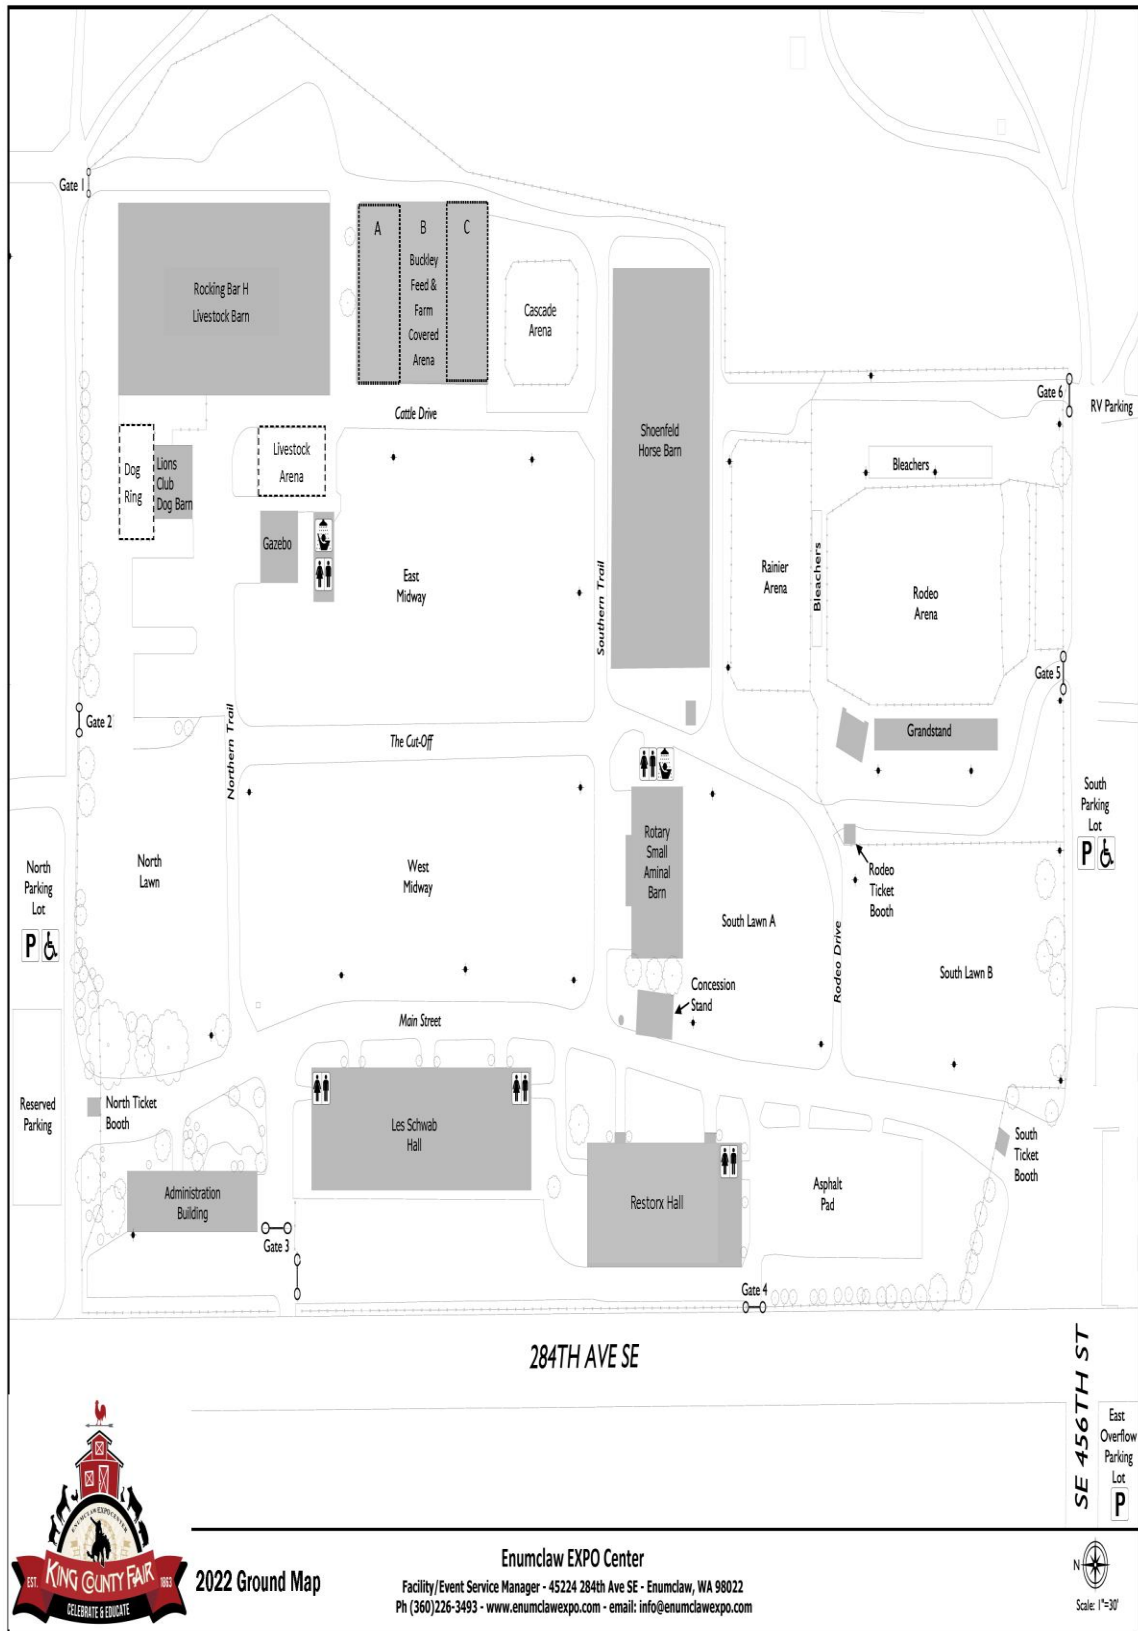 Gate 1
A
B
C
Buckley
Feed &
Farm
Covered
Arena
Rocking Bar H
Livestock Barn
Cascade
Arena
Gate 6
RV Parking
Cattle Drive
Shoenfeld
Horse Barn
Livestock
Arena
Dog
Ring
Lions
Club
Dog Barn
Bleachers
Gazebo
East
Midway
Southern Trail
Rainier
Arena
Bleachers
Rodeo
Arena
Gate 5
Gate 2
Northern Trail
The Cut-Off
Grandstand
South
Parking
Lot
P
North
Parking
Lot
P
North
Lawn
West
Midway
Rotary
Small
Aminal
Barn
Rodeo
Ticket
Booth
South Lawn A
Rodeo Drive
South Lawn B
Concession
Stand
Main Street
Reserved
Parking
North Ticket
Booth
Les Schwab
Hall
South
Ticket
Booth
Administration
Building
Restorx Hall
Asphalt
Pad
Gate 3
Gate 4
284TH AVE SE
SE 456TH ST
East
Overflow
Parking
Lot
P
ENUMCLAW EXPO CENTER
EST.
KING COUNTY FAIR
1863
CELEBRATE & EDUCATE
2022 Ground Map
Enumclaw EXPO Center
Facility/Event Service Manager - 45224 284th Ave SE - Enumclaw, WA 98022
Ph (360)226-3493 - www.enumclawexpo.com - email: info@enumclawexpo.com
N
Scale: 1"=30'